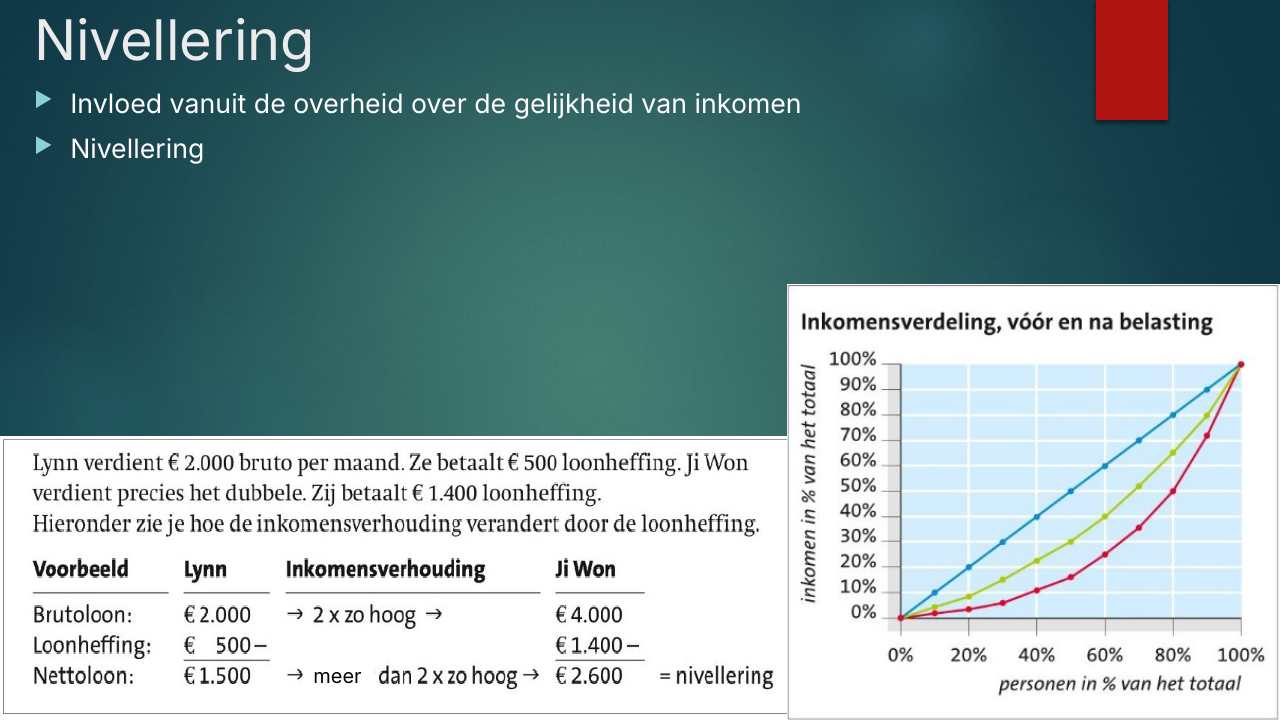 Nivellering
Invloed vanuit de overheid over de gelijkheid van inkomen
Nivellering
Lynn verdient € 2.000 bruto per maand. Ze betaalt € 500 loonheffing. Ji Won
verdient precies het dubbele. Zij betaalt € 1.400 loonheffing.
Hieronder zie je hoe de inkomensverhouding verandert door de loonheffing.
Voorbeeld Lynn Inkomensverhouding Ji Won
Brutoloon: € 2.000 → 2 x zo hoog → € 4.000
Loonheffing: € 500 – € 1.400 –
Nettoloon: € 1.500 → meer dan 2 x zo hoog → € 2.600 = nivellering
Inkomensverdeling, vóór en na belasting
inkomen in % van het totaal
100%
90%
80%
70%
60%
50%
40%
30%
20%
10%
0%
0% 20% 40% 60% 80% 100%
personen in % van het totaal